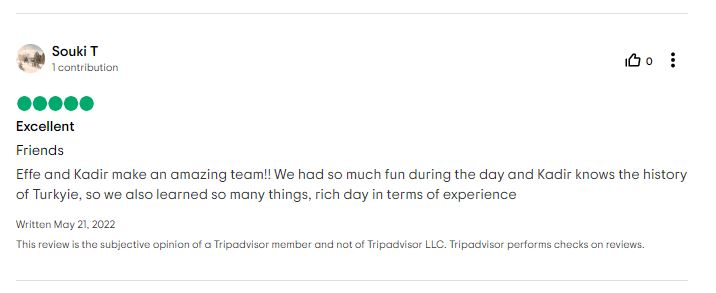 Souki T
1 contribution
0
Excellent
Friends
Effe and Kadir make an amazing team!! We had so much fun during the day and Kadir knows the history
of Turkyie, so we also learned so many things, rich day in terms of experience
Written May 21, 2022
This review is the subjective opinion of a Tripadvisor member and not of Tripadvisor LLC. Tripadvisor performs checks on reviews.